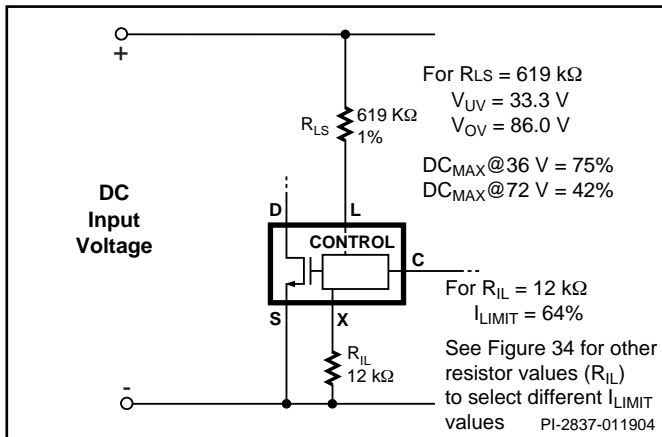 +
For RLS = 619 kΩ
VUV = 33.3 V
VOV = 86.0 V
RLS
619 KΩ
1%
DCMAX@36 V = 75%
DCMAX@72 V = 42%
DC
Input
Voltage
D
L
CONTROL
C
S
X
For RIL = 12 kΩ
ILIMIT = 64%
RIL
12 kΩ
See Figure 34 for other
resistor values (RIL)
to select different ILIMIT
values
-
PI-2837-011904